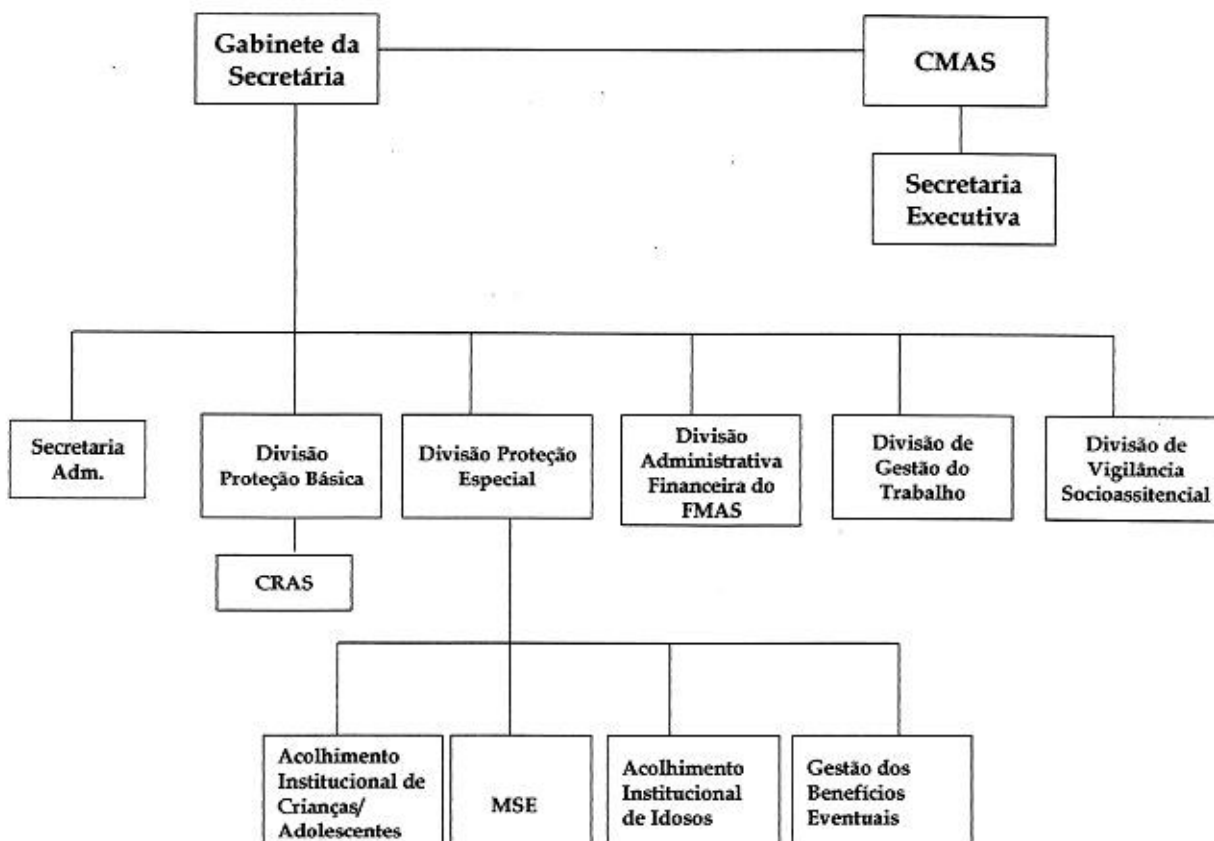 Gabinete da
Secretária
CMAS
Secretaria
Executiva
Secretaria
Adm.
Divisão
Proteção Básica
Divisão Proteção
Especial
Divisão
Administrativa
Financeira do
FMAS
Divisão de
Gestão do
Trabalho
Divisão de
Vigilância
Socioassitencial
CRAS
Acolhimento
Institucional de
Crianças/
Adolescentes
MSE
Acolhimento
Institucional
de Idosos
Gestão dos
Benefícios
Eventuais